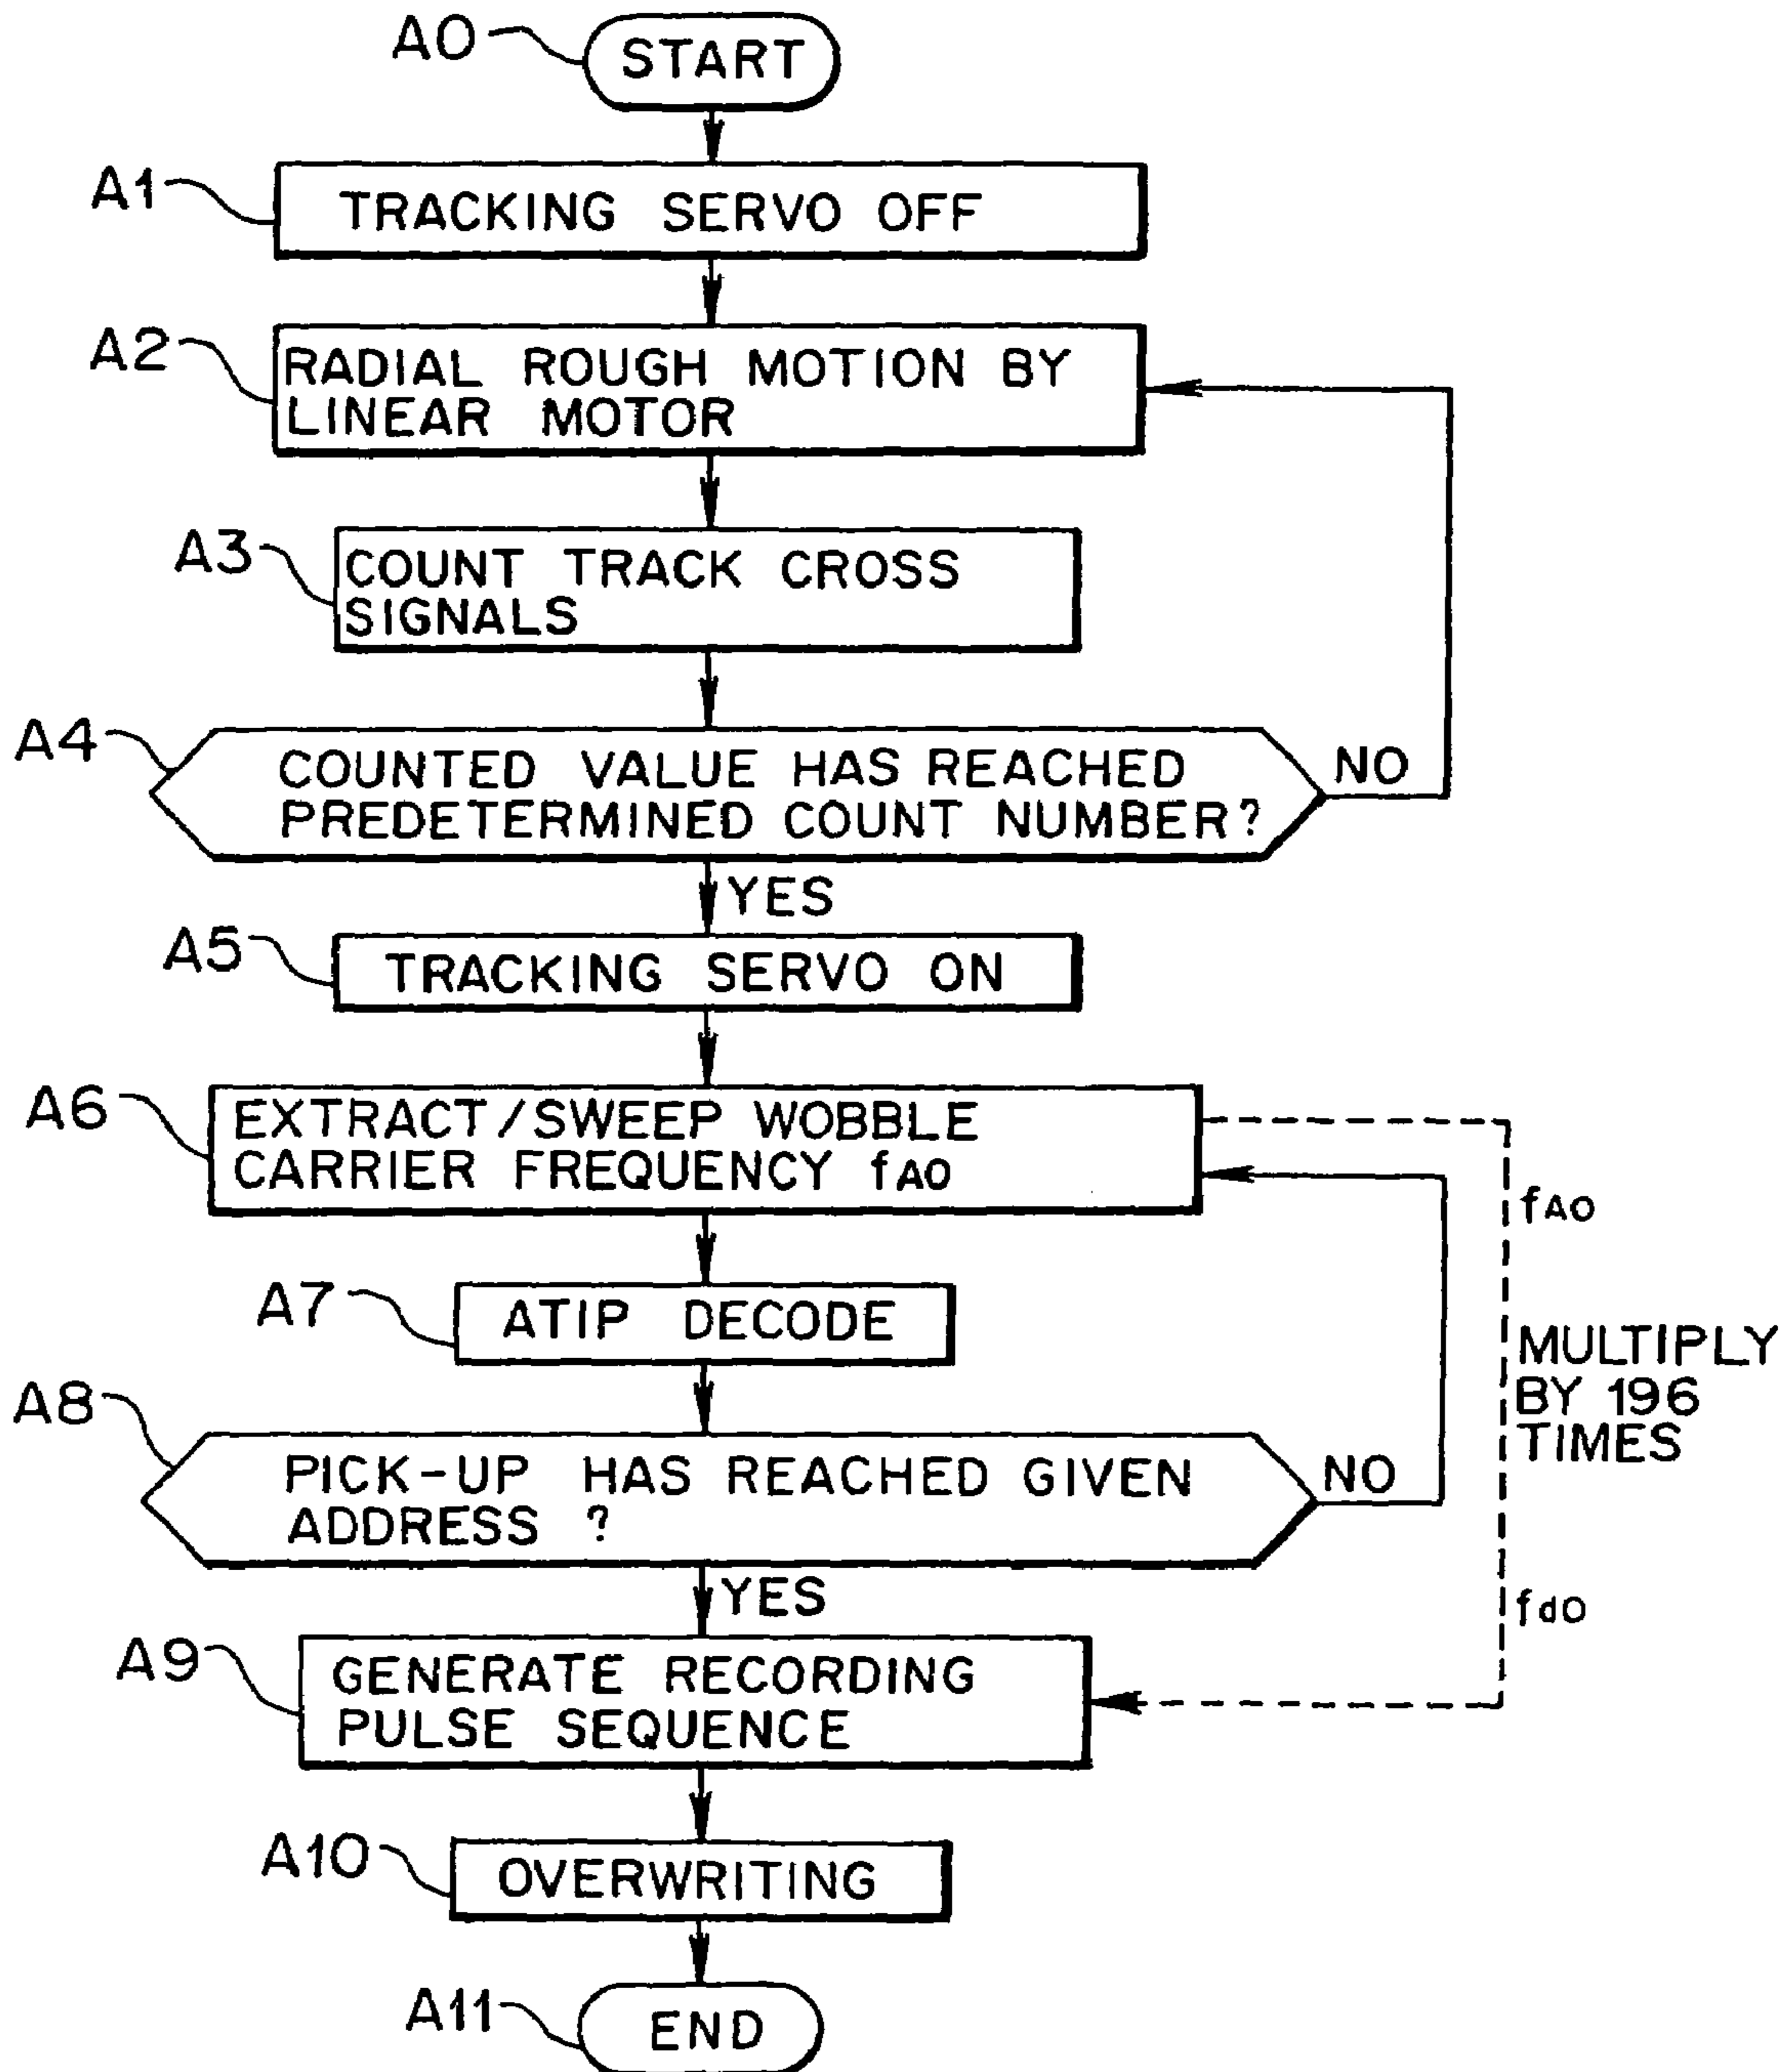 A0
START
A1
TRACKING SERVO OFF
A2
RADIAL ROUGH MOTION BY
LINEAR MOTOR
A3
COUNT TRACK CROSS
SIGNALS
A4
COUNTED VALUE HAS REACHED
PREDETERMINED COUNT NUMBER?
NO
YES
A5
TRACKING SERVO ON
A6
EXTRACT/SWEEP WOBBLE
CARRIER FREQUENCY fA0
fA0
A7
ATIP DECODE
MULTIPLY
BY 196
TIMES
A8
PICK-UP HAS REACHED GIVEN
ADDRESS ?
NO
YES
fd0
A9
GENERATE RECORDING
PULSE SEQUENCE
A10
OVERWRITING
A11
END